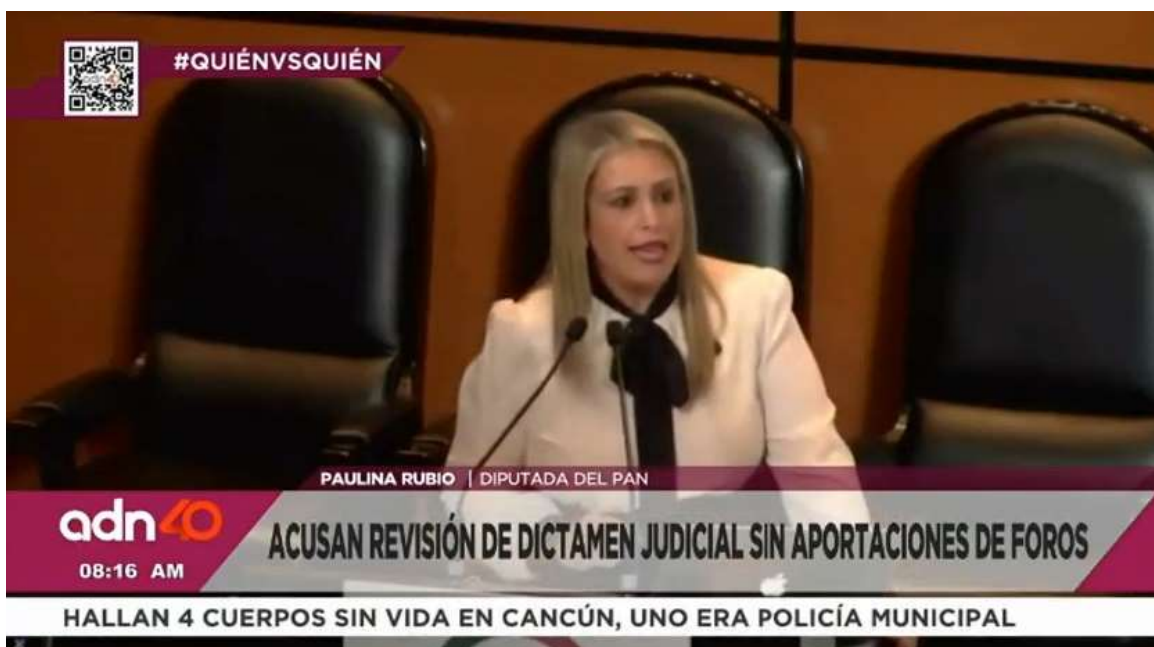 #QUIÉNVSQUIÉN
PAULINA RUBIO | DIPUTADA DEL PAN
adn40
ACUSAN REVISIÓN DE DICTAMEN JUDICIAL SIN APORTACIONES DE FOROS
08:16 AM
HALLAN 4 CUERPOS SIN VIDA EN CANCÚN, UNO ERA POLICÍA MUNICIPAL